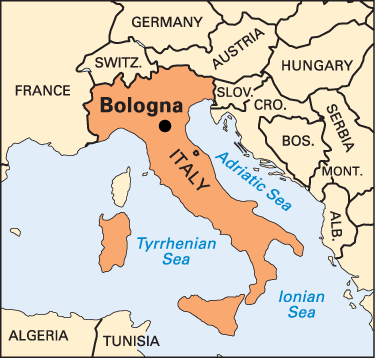 GERMANY
AUSTRIA
SWITZ.
HUNGARY
FRANCE
SLOV.
CRO.
Bologna
SERBIA
BOS.
ITALY
Adriatic Sea
MONT.
ALB.
Tyrrhenian
Sea
Ionian
Sea
ALGERIA
TUNISIA